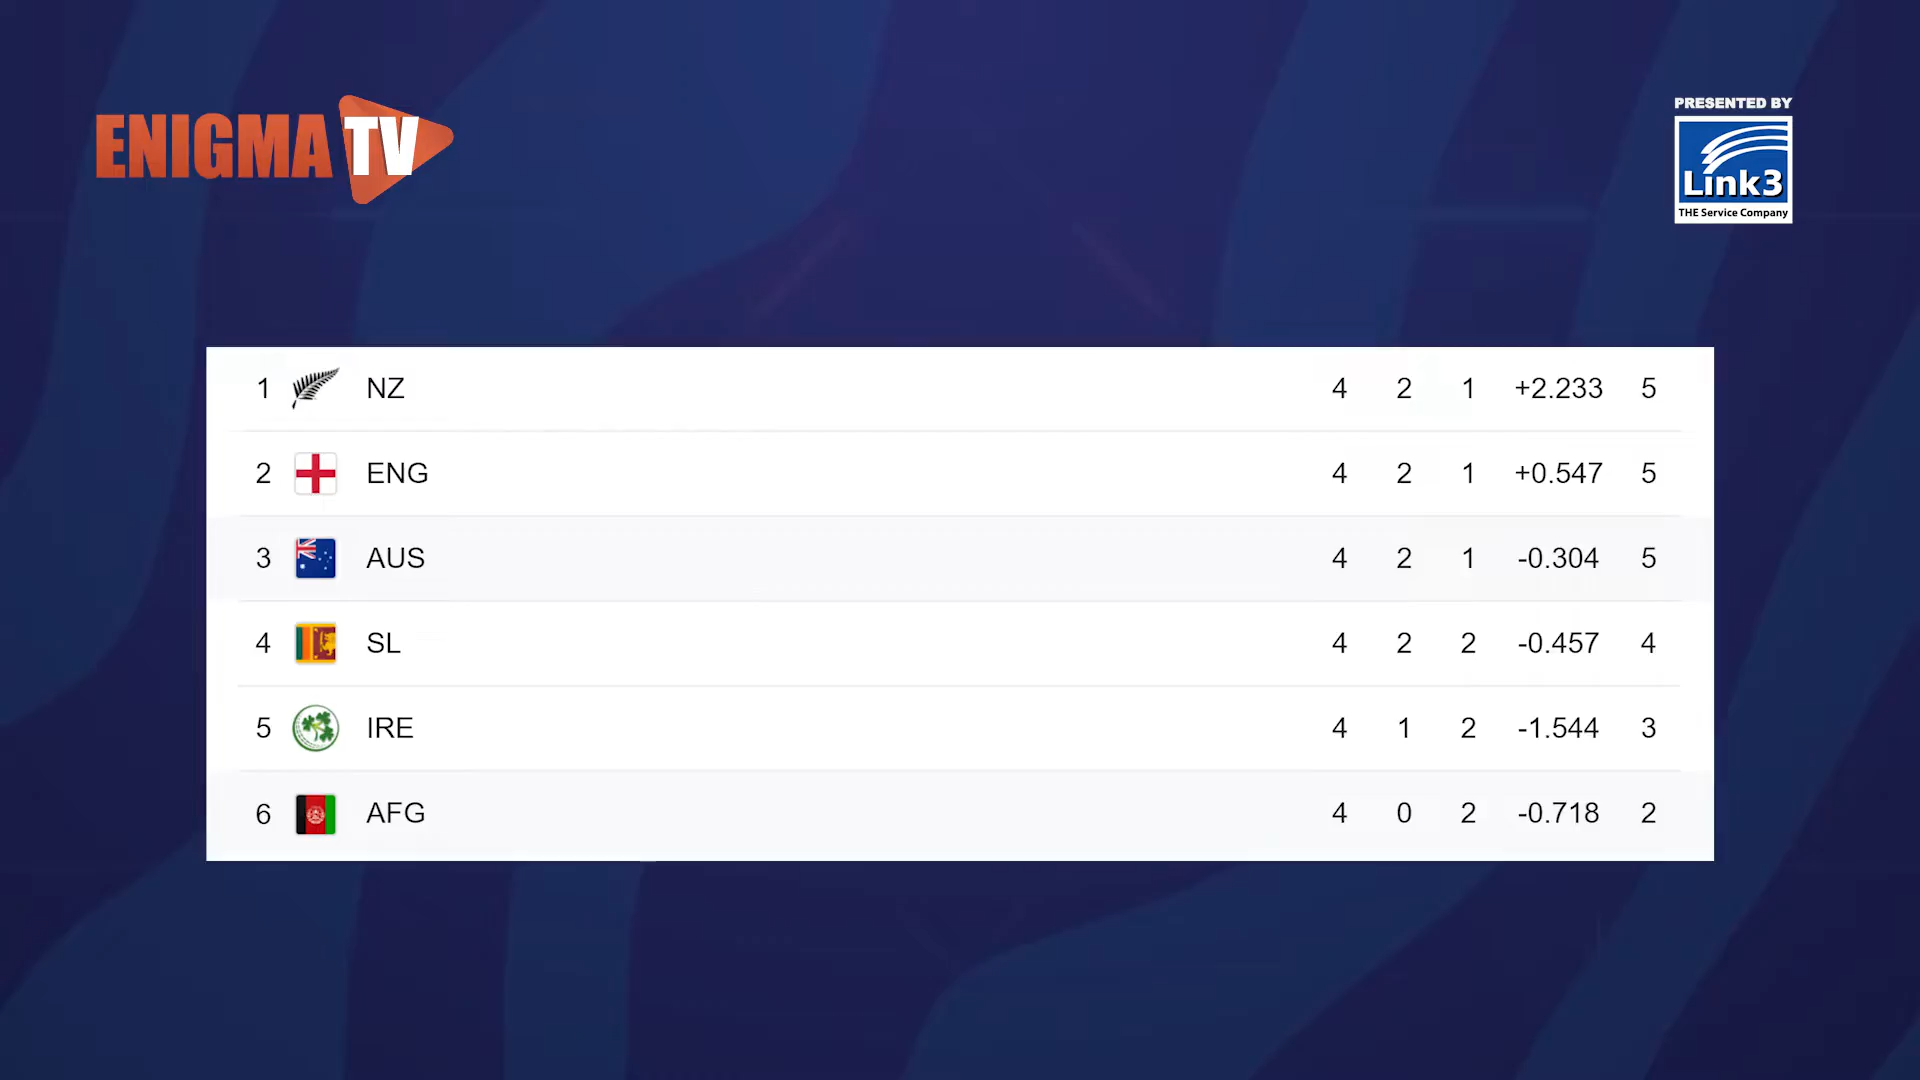 ENIGMA TV
PRESENTED BY
Link3
THE Service Company
1 NZ 4 2 1 +2.233 5
2 ENG 4 2 1 +0.547 5
3 AUS 4 2 1 -0.304 5
4 SL 4 2 2 -0.457 4
5 IRE 4 1 2 -1.544 3
6 AFG 4 0 2 -0.718 2